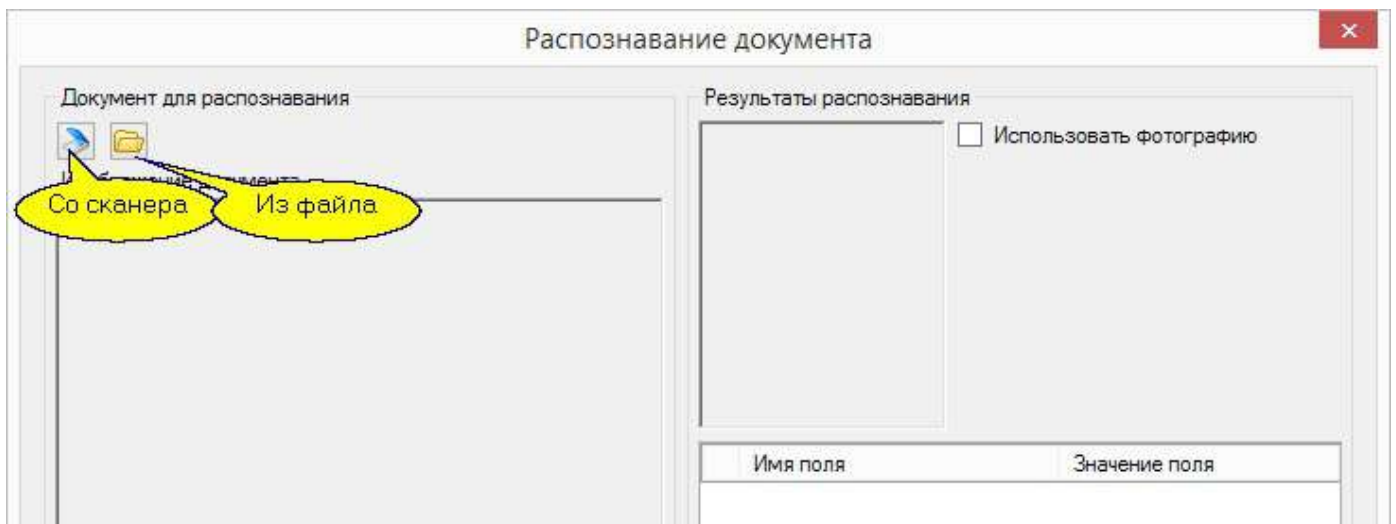 Распознавание документа
Документ для распознавания
Со сканера
Из файла
Результаты распознавания
Использовать фотографию
Имя поля
Значение поля